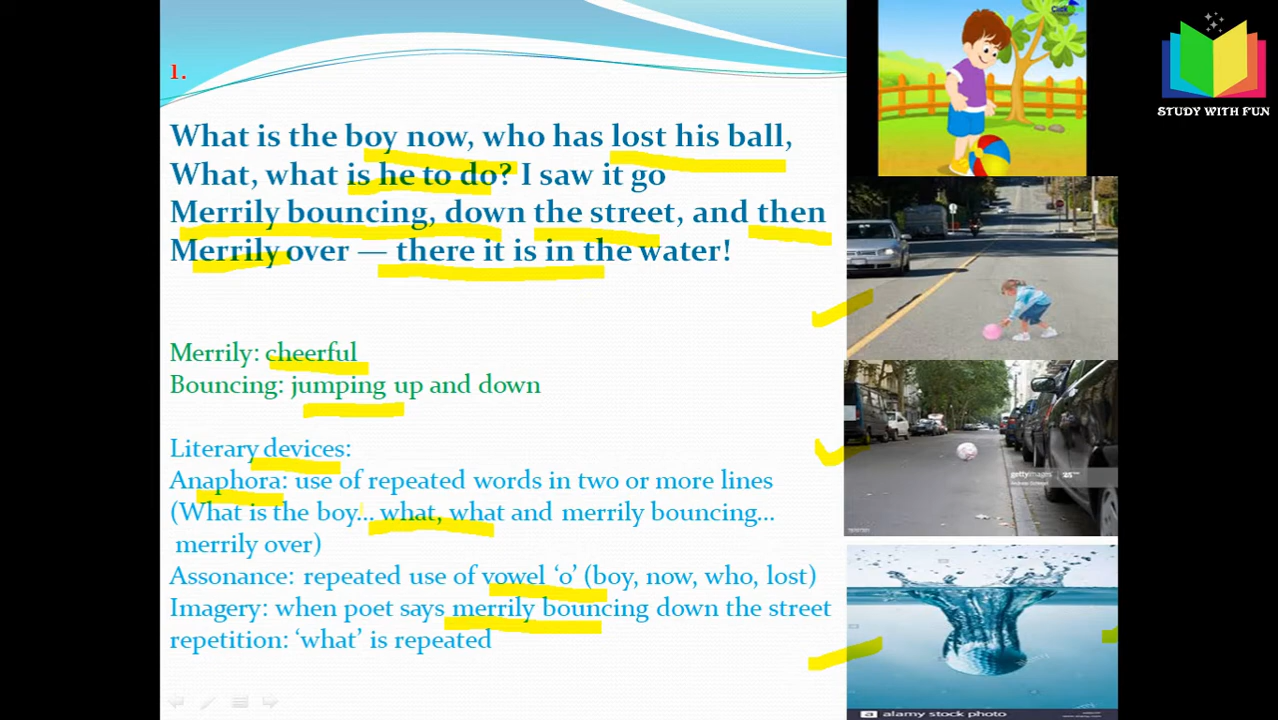 1.
What is the boy now, who has lost his ball,
What, what is he to do? I saw it go
Merrily bouncing, down the street, and then
Merrily over — there it is in the water!
Merrily: cheerful
Bouncing: jumping up and down
Literary devices:
Anaphora: use of repeated words in two or more lines
(What is the boy... what, what and merrily bouncing...
merrily over)
Assonance: repeated use of vowel ‘o’ (boy, now, who, lost)
Imagery: when poet says merrily bouncing down the street
repetition: ‘what’ is repeated
STUDY WITH FUN
gettyimages
a alamy stock photo